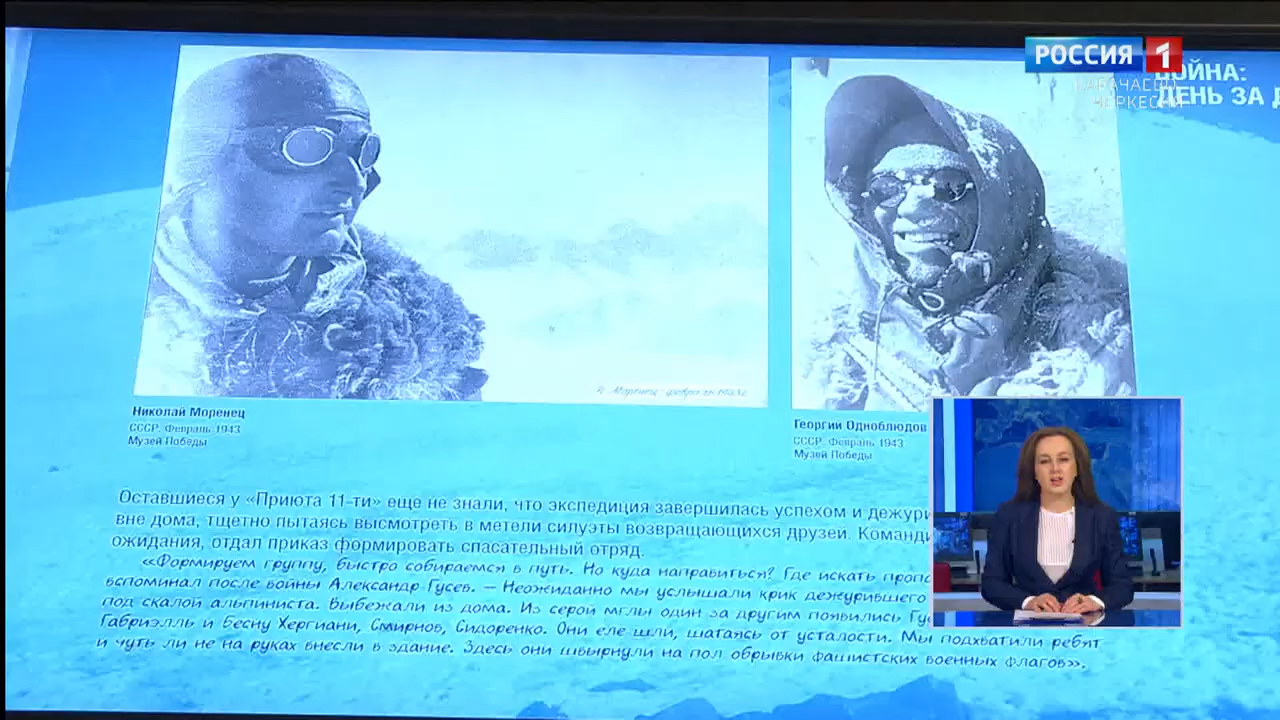 РОССИЯ 1
ВОЙНА:
ДЕНЬ ЗА Д
КАРАЧАЕВО
ЧЕРКЕСИЯ
Николай Моренец
СССР. Февраль 1943
Музей Победы
Георгий Одноблюдов
СССР. Февраль 1943
Музей Победы
Оставшиеся у «Приюта 11-ти» еще не знали, что экспедиция завершилась успехом и дежури
вне дома, тщетно пытаясь высмотреть в метели силуэты возвращающихся друзей. Команди
ожидания, отдал приказ формировать спасательный отряд.
«Формируем группу, быстро собираемся в путь. Но куда направиться? Где искать проп
вспоминал после войны Александр Гусев. — Неожиданно мы услышали крик дежурившего
под скалой альпиниста. Выбежали из дома. Из серой мглы один за другим появились Гус
Габриэлль и Бекну Хергиани, Смирнов, Сидоренко. Они еле шли, шатаясь от усталости. Мы подхватили ребят
и чуть ли не на руках внесли в здание. Здесь они швырнули на пол обрывки фашистских военных флагов».